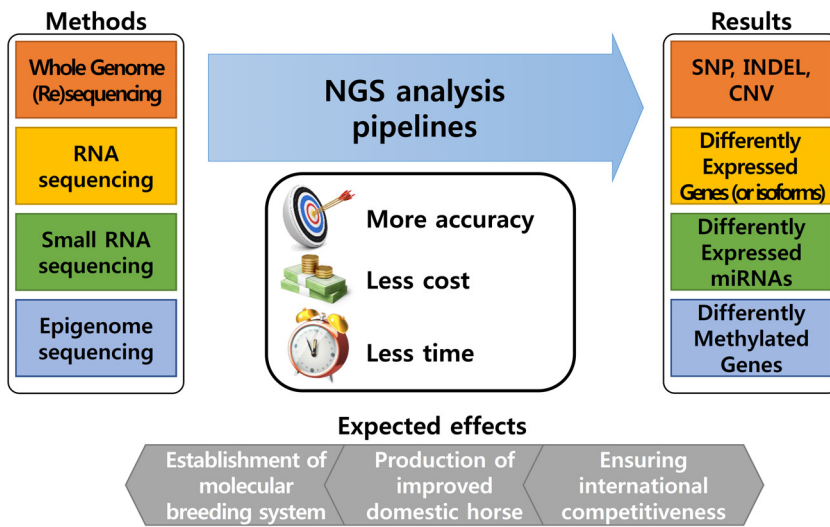 Methods
Whole Genome
(Re)sequencing
RNA
sequencing
Small RNA
sequencing
Epigenome
sequencing
NGS analysis
pipelines
More accuracy
Less cost
Less time
Results
SNP, INDEL,
CNV
Differently
Expressed
Genes (or isoforms)
Differently
Expressed
miRNAs
Differently
Methylated
Genes
Expected effects
Establishment of
molecular
breeding system
Production of
improved
domestic horse
Ensuring
international
competitiveness